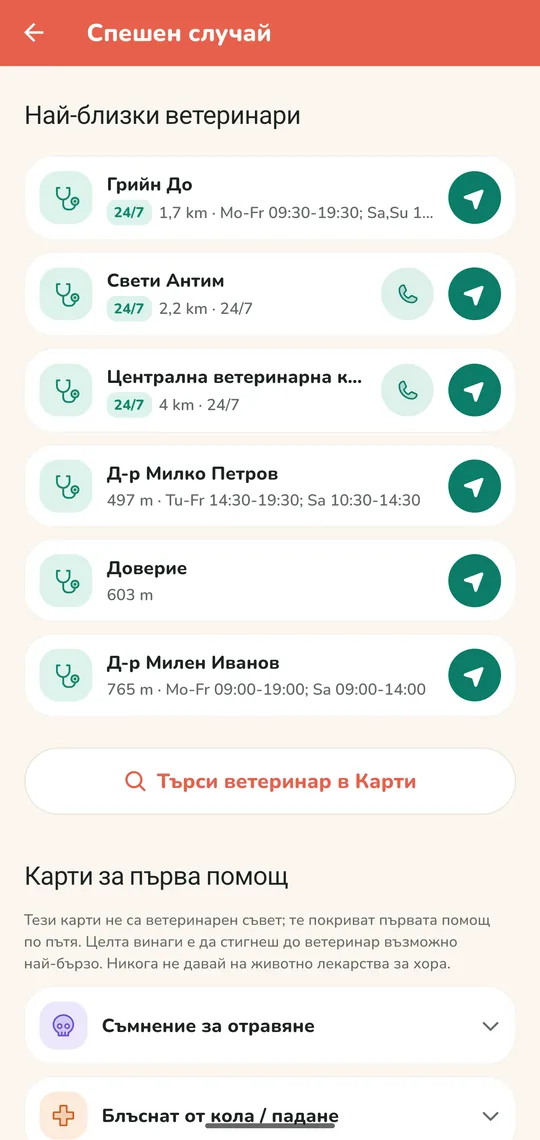 Спешен случай
Най-близки ветеринари
Грийн До
24/7 1,7 km · Mo-Fr 09:30-19:30; Sa,Su 1...
Свети Антим
24/7 2,2 km · 24/7
Централна ветеринарна к...
24/7 4 km · 24/7
Д-р Милко Петров
497 m · Tu-Fr 14:30-19:30; Sa 10:30-14:30
Доверие
603 m
Д-р Милен Иванов
765 m · Mo-Fr 09:00-19:00; Sa 09:00-14:00
Търси ветеринар в Карти
Карти за първа помощ
Тези карти не са ветеринарен съвет; те покриват първата помощ
по пътя. Целта винаги е да стигнеш до ветеринар възможно
най-бързо. Никога не давай на животно лекарства за хора.
Съмнение за отравяне
Блъснат от кола / падане